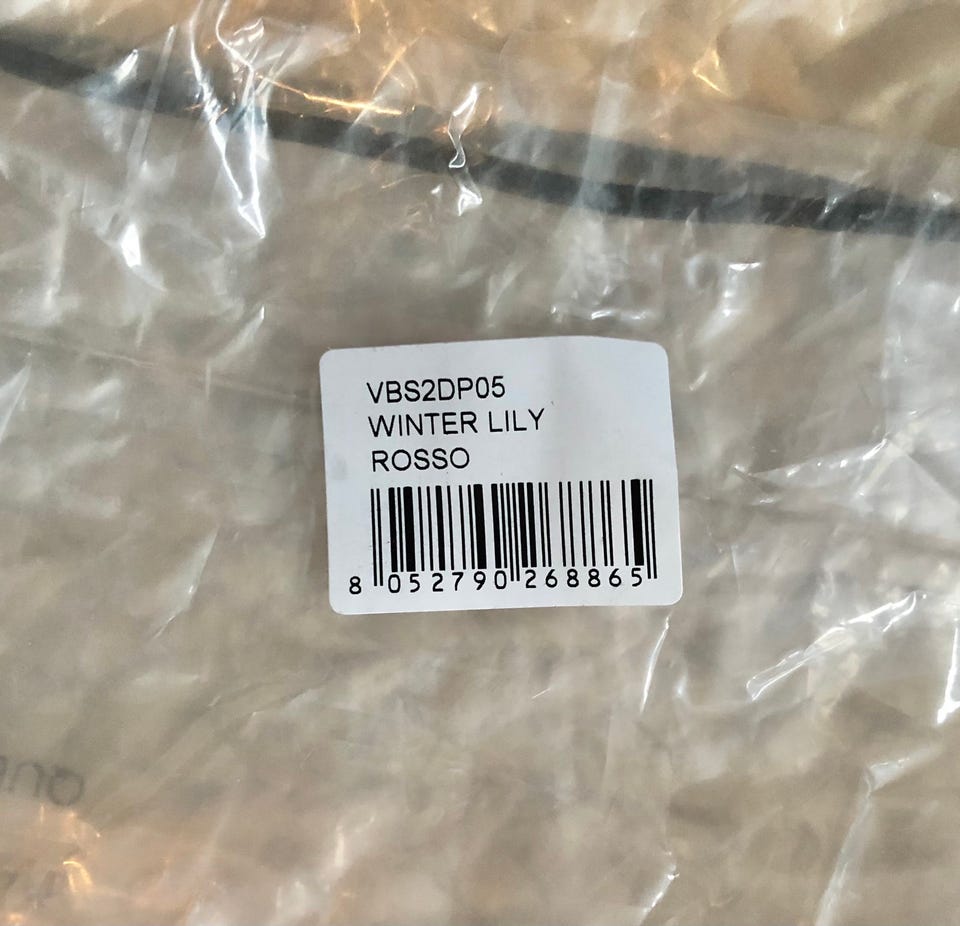 VBS2DP05
WINTER LILY
ROSSO
8 052790 268865